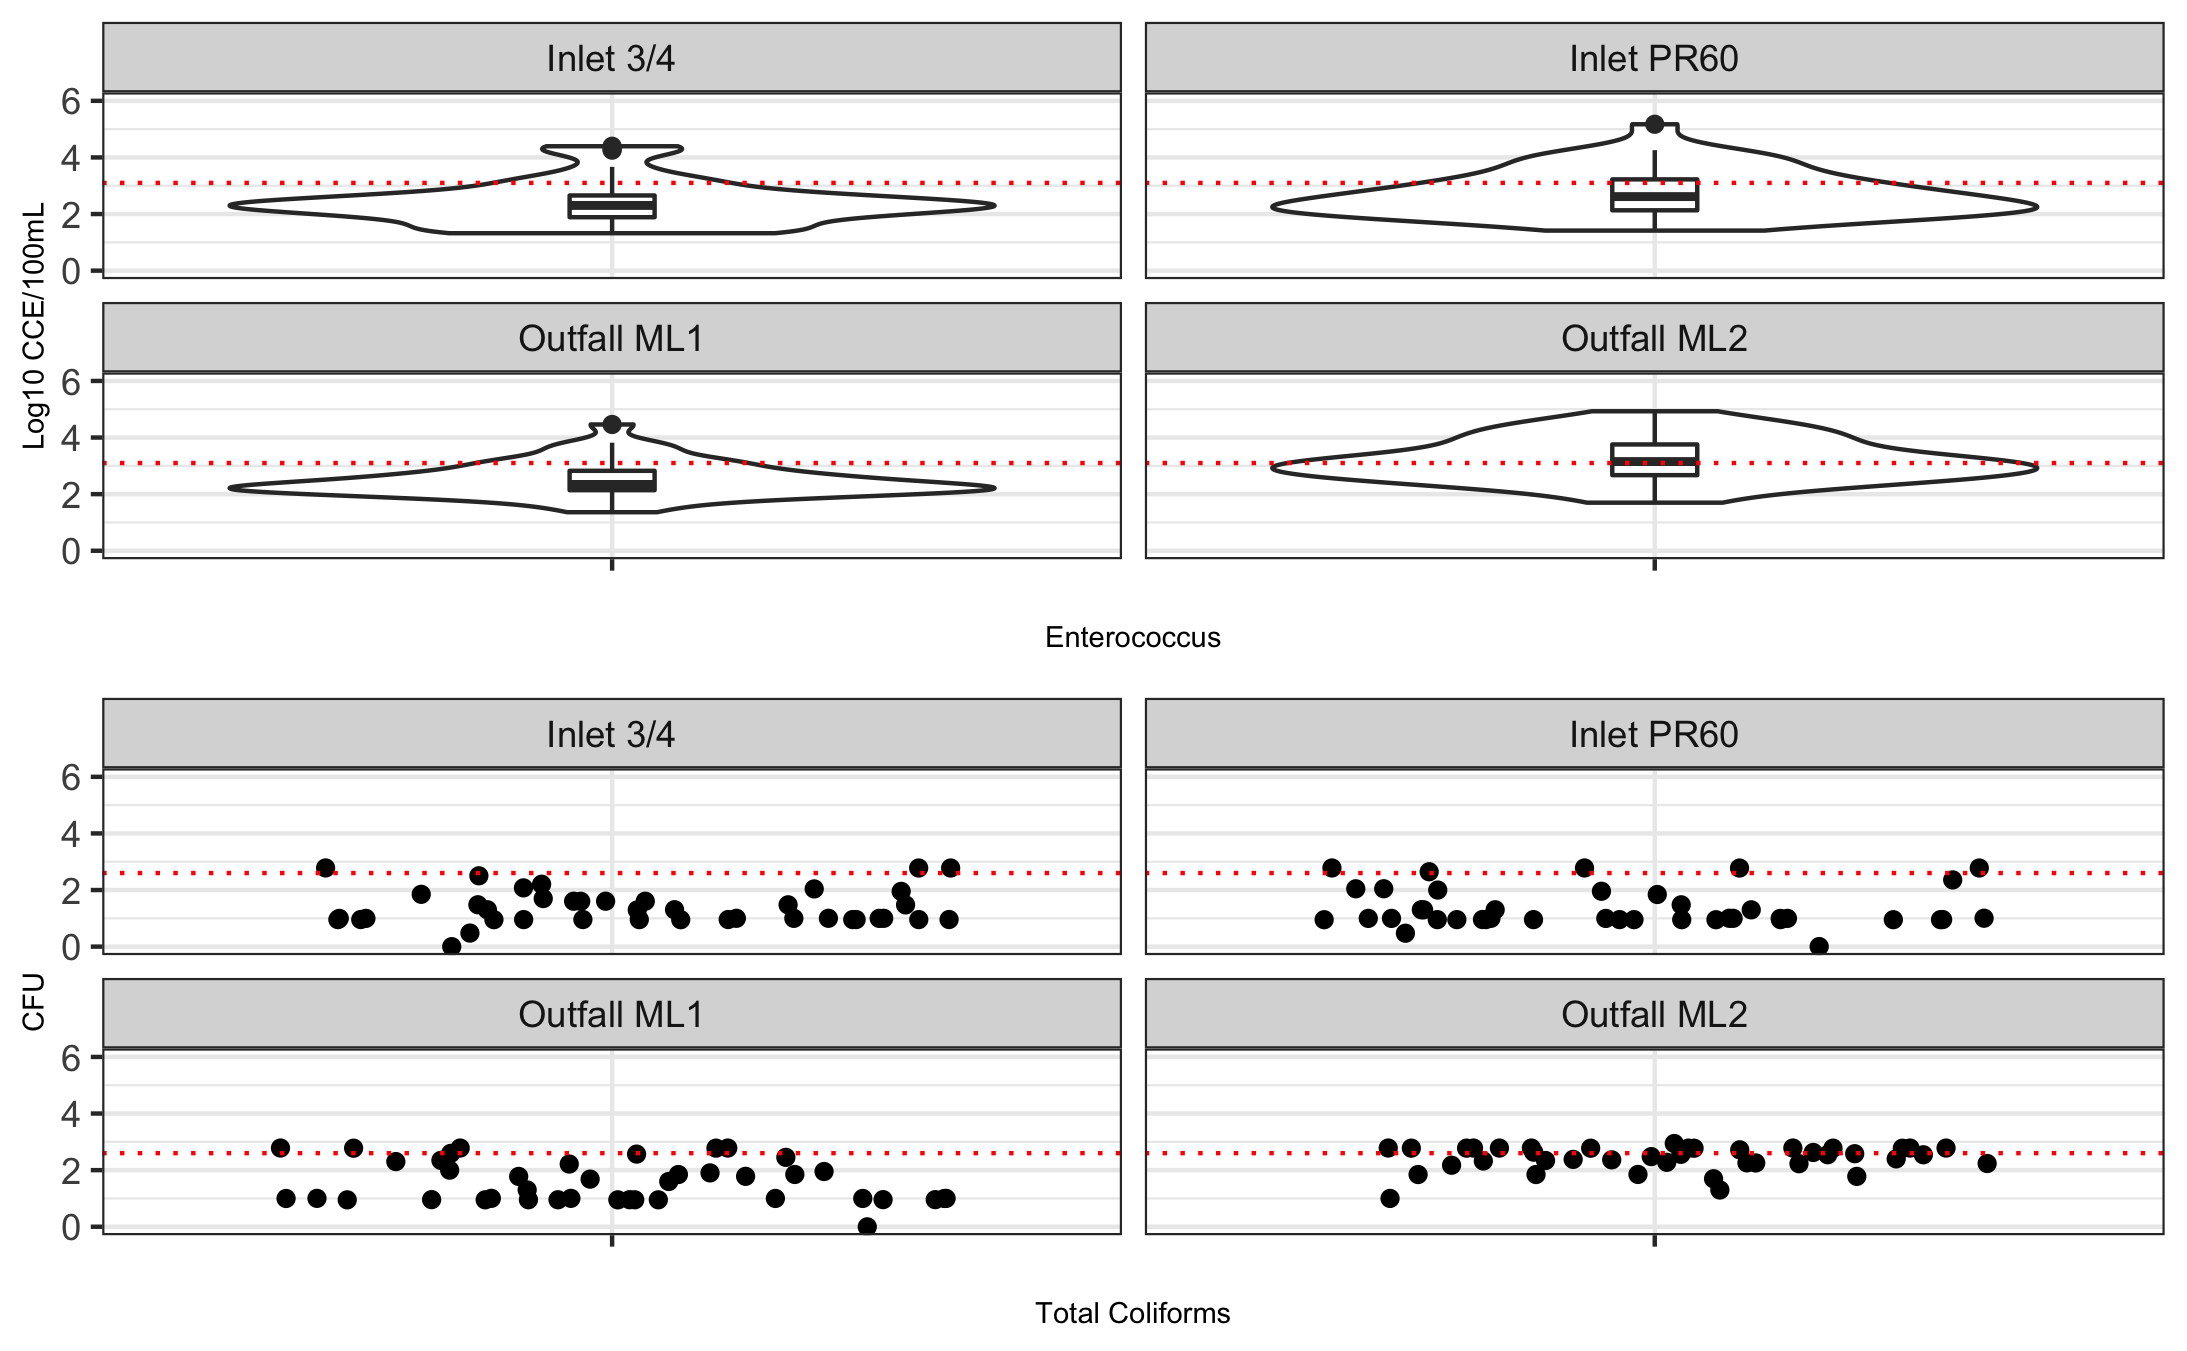 Inlet 3/4
Inlet PR60
6
4
2
0
Outfall ML1
Outfall ML2
6
4
2
0
Log10 CCE/100mL
Enterococcus
Inlet 3/4
Inlet PR60
6
4
2
0
Outfall ML1
Outfall ML2
6
4
2
0
CFU
Total Coliforms